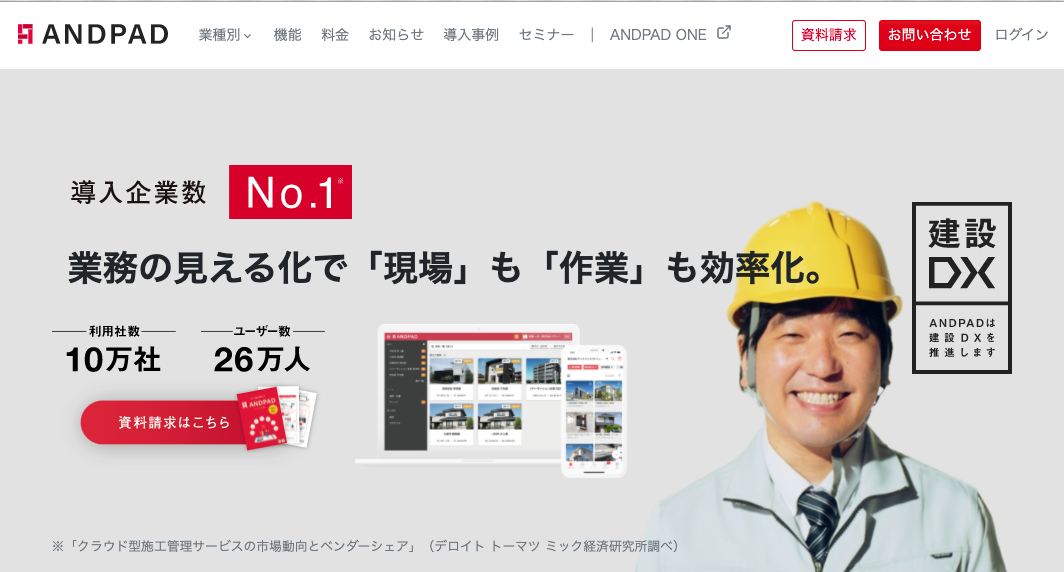 ANDPAD 業種別 機能 料金 お知らせ 導入事例 セミナー | ANDPAD ONE 資料請求 お問い合わせ ログイン
導入企業数 No.1※
業務の見える化で「現場」も「作業」も効率化。
建設
DX
ANDPADは
建設DXを
推進します
利用社数 ユーザー数
10万社 26万人
ANDPAD
資料請求はこちら
ANDPAD
※「クラウド型施工管理サービスの市場動向とベンダーシェア」（デロイト トーマツ ミック経済研究所調べ）